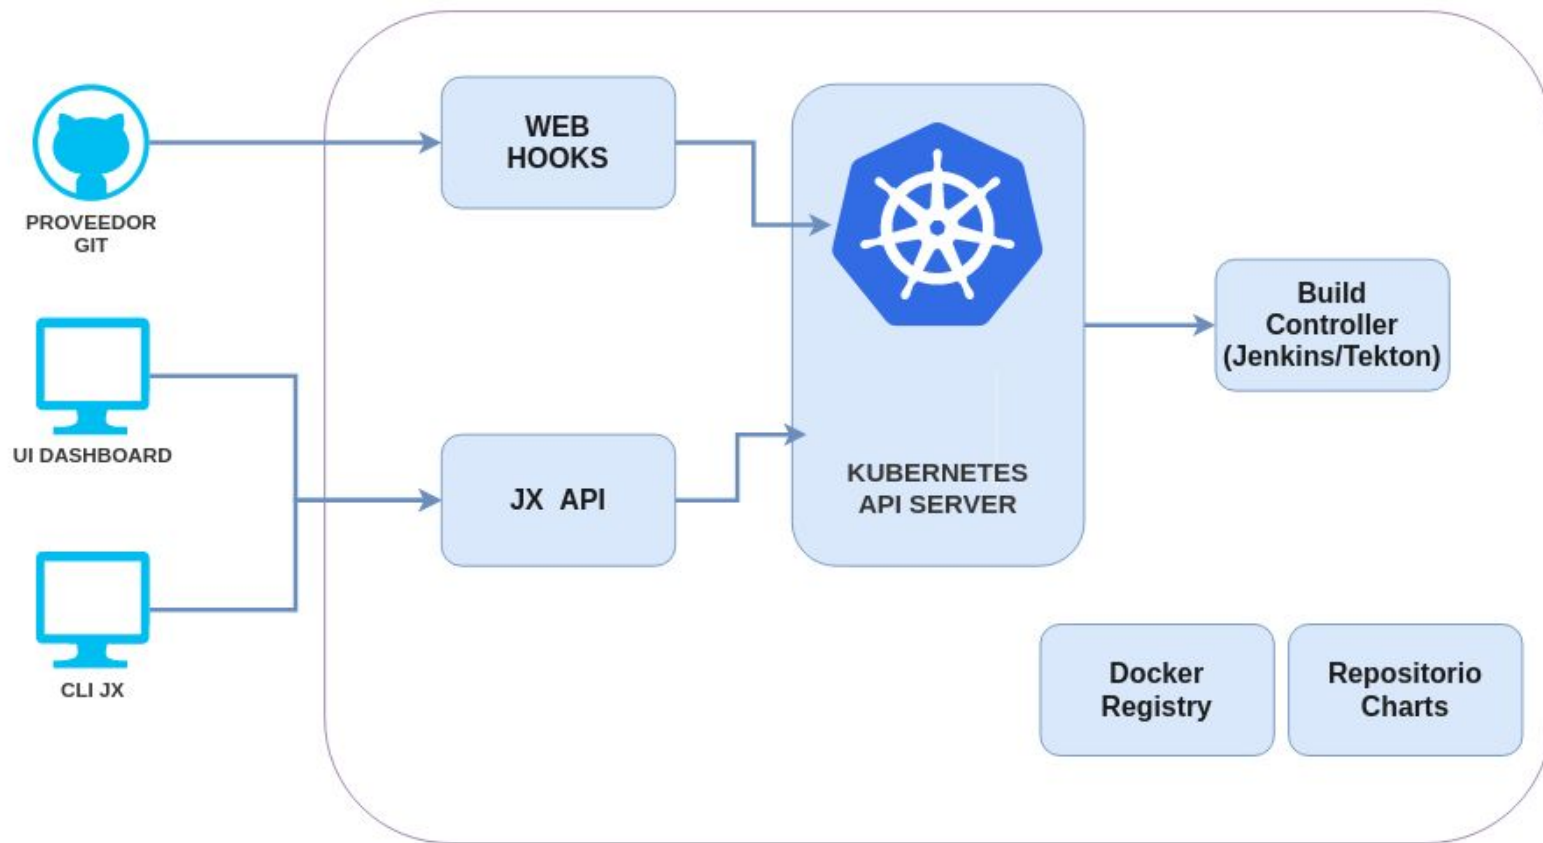 WEB
HOOKS
PROVEEDOR
GIT
Build
Controller
(Jenkins/Tekton)
UI DASHBOARD
JX API
KUBERNETES
API SERVER
CLI JX
Docker
Registry
Repositorio
Charts